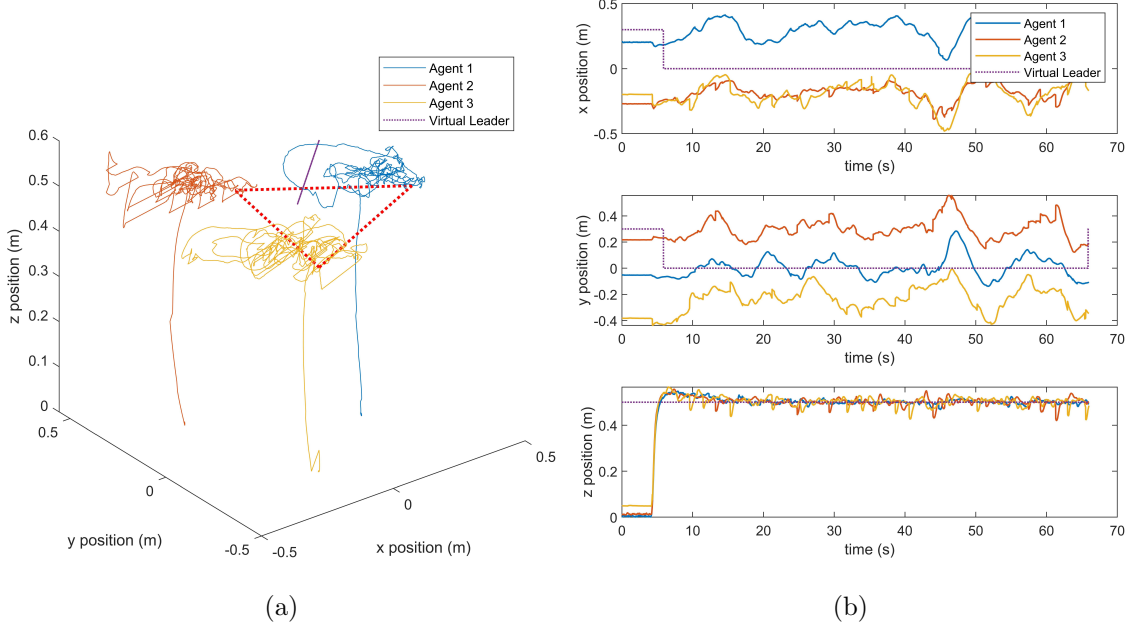 Agent 1
Agent 2
Agent 3
Virtual Leader
0.6
0.5
0.4
0.3
0.2
0.1
0
z position (m)
0.5
0
-0.5
y position (m)
-0.5
0
0.5
x position (m)
(a)
0.5
0
-0.5
x position (m)
0 10 20 30 40 50 60 70
time (s)
Agent 1
Agent 2
Agent 3
Virtual Leader
0.4
0.2
0
-0.2
-0.4
y position (m)
0 10 20 30 40 50 60 70
time (s)
0.4
0.2
0
z position (m)
0 10 20 30 40 50 60 70
time (s)
(b)